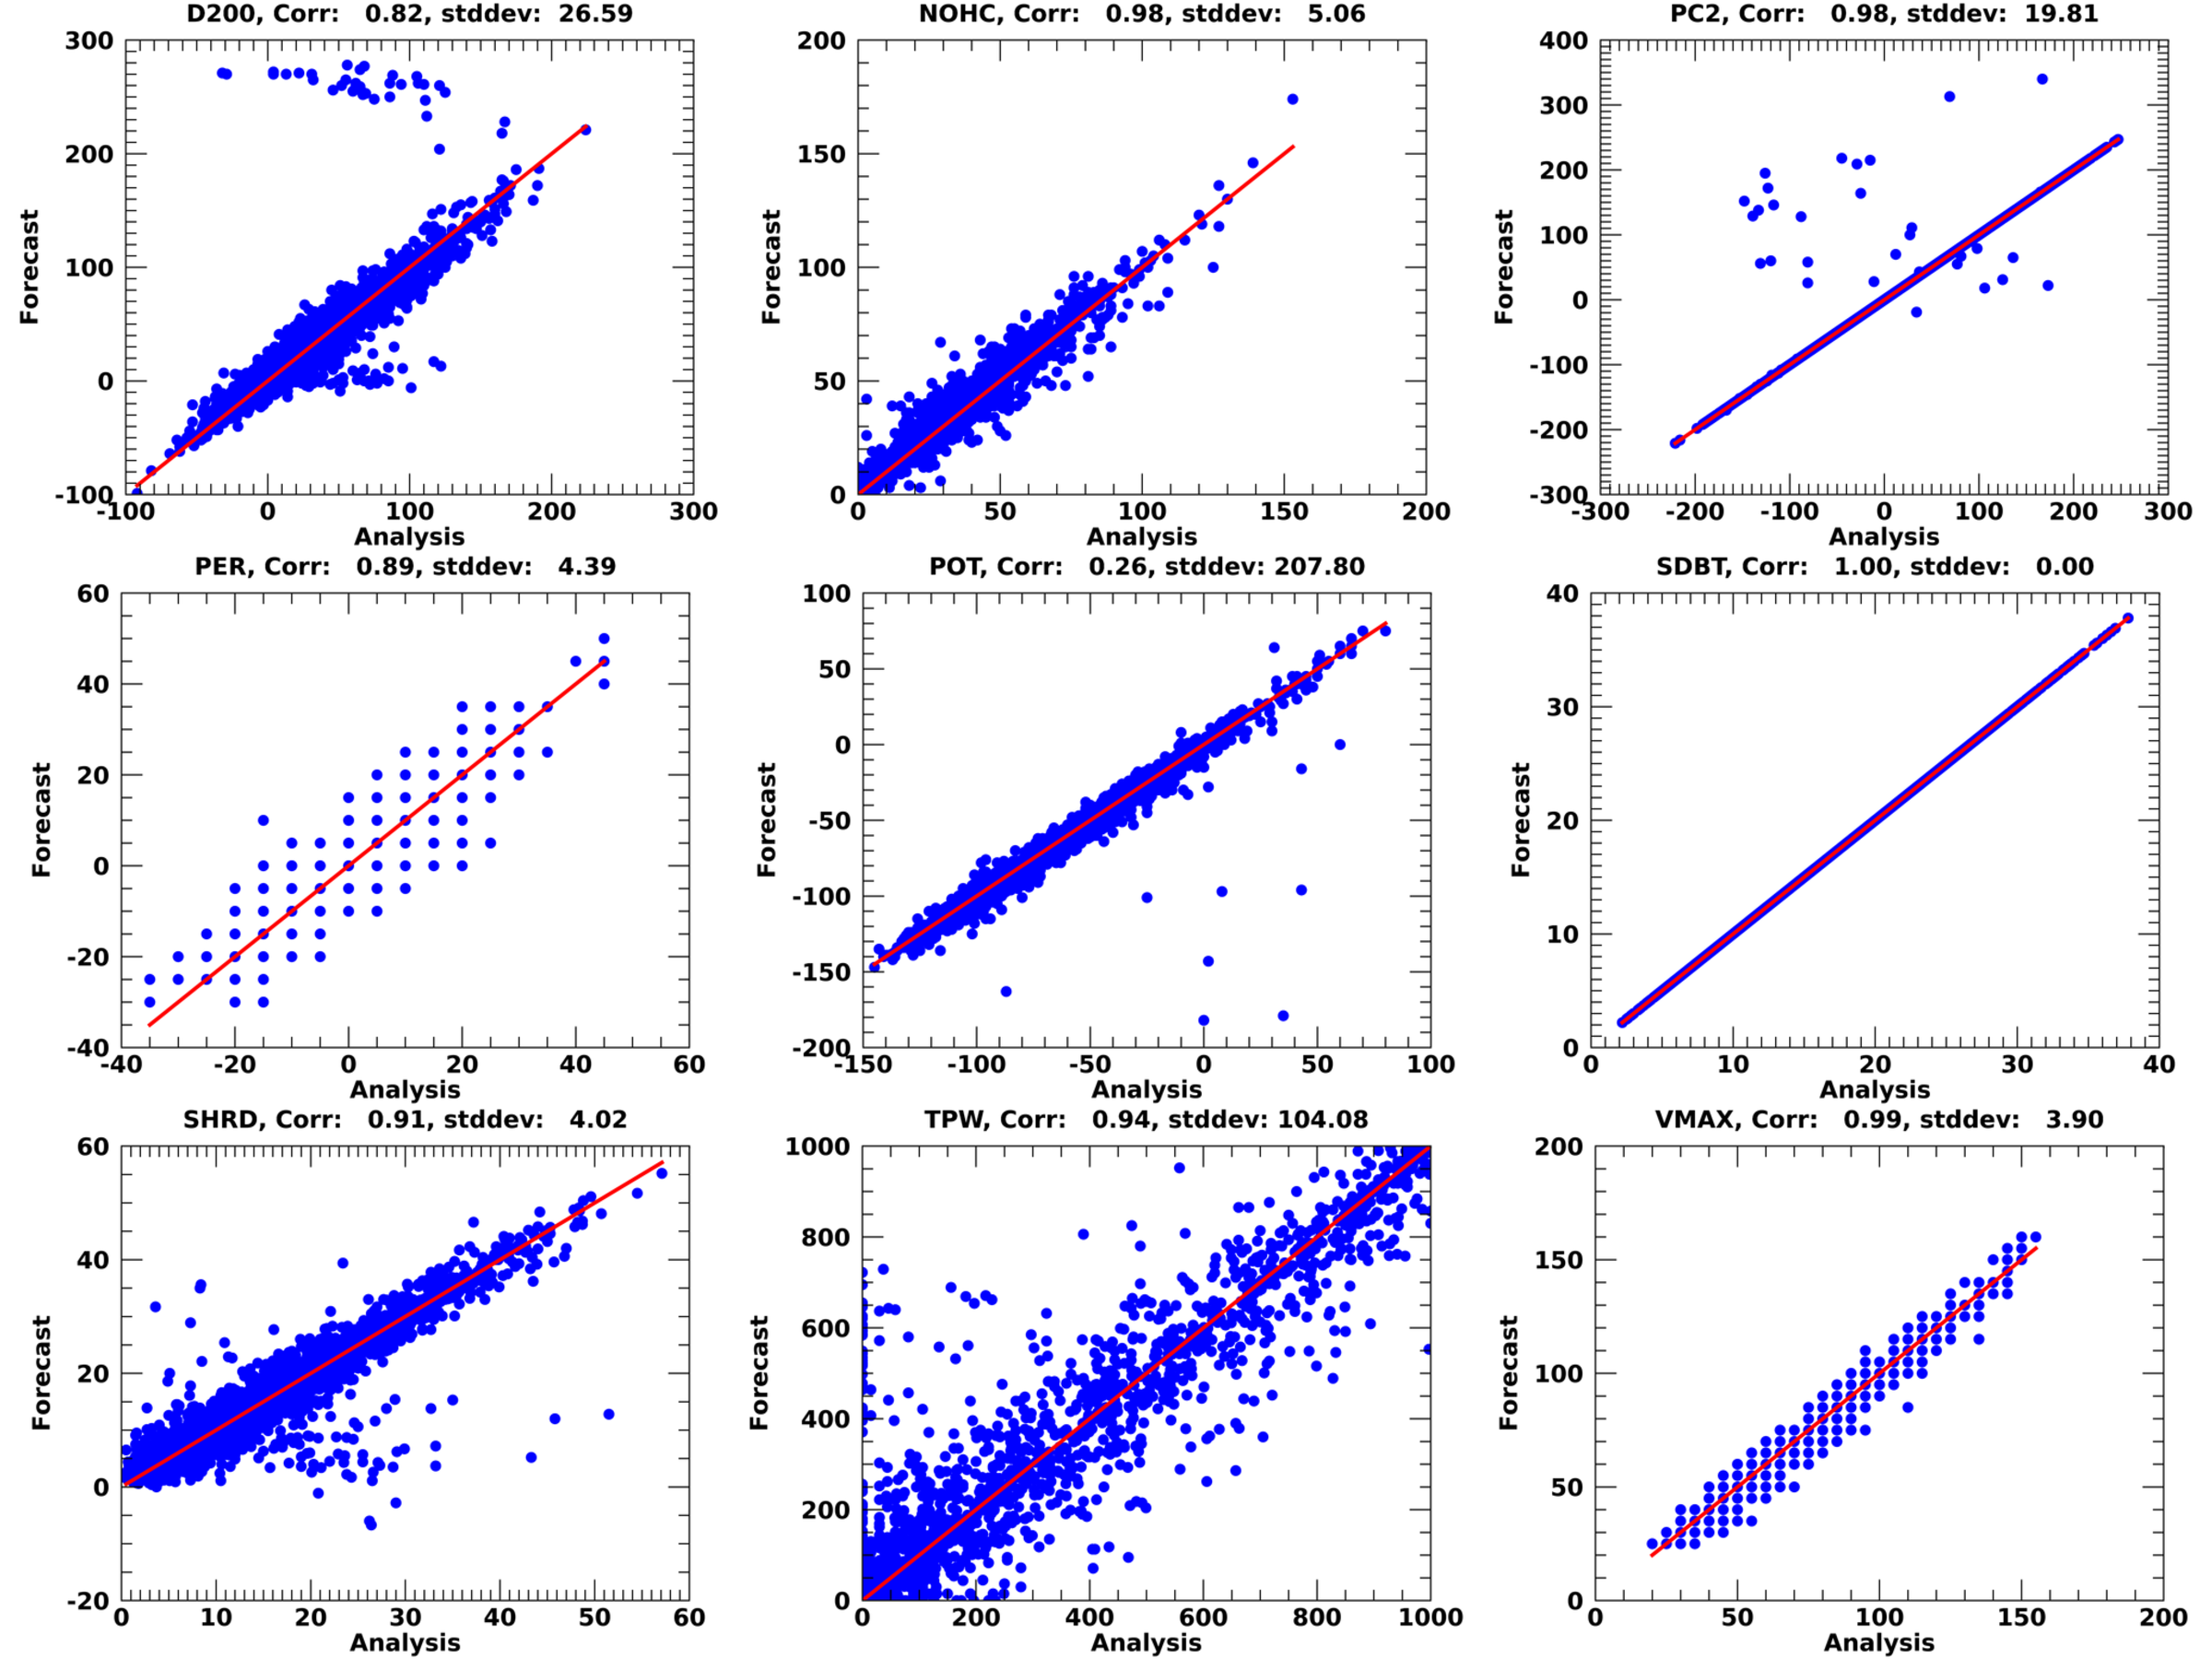 D200, Corr: 0.82, stddev: 26.59
300
200
100
0
-100
-100 0 100 200 300
Forecast
Analysis
NOHC, Corr: 0.98, stddev: 5.06
200
150
100
50
0
0 50 100 150 200
Forecast
Analysis
PC2, Corr: 0.98, stddev: 19.81
400
300
200
100
0
-100
-200
-300
-300 -200 -100 0 100 200 300
Forecast
Analysis
PER, Corr: 0.89, stddev: 4.39
60
40
20
0
-20
-40
-40 -20 0 20 40 60
Forecast
Analysis
POT, Corr: 0.26, stddev: 207.80
100
50
0
-50
-100
-150
-200
-150 -100 -50 0 50 100
Forecast
Analysis
SDBT, Corr: 1.00, stddev: 0.00
40
30
20
10
0
0 10 20 30 40
Forecast
Analysis
SHRD, Corr: 0.91, stddev: 4.02
60
40
20
0
-20
0 10 20 30 40 50 60
Forecast
Analysis
TPW, Corr: 0.94, stddev: 104.08
1000
800
600
400
200
0
0 200 400 600 800 1000
Forecast
Analysis
VMAX, Corr: 0.99, stddev: 3.90
200
150
100
50
0
0 50 100 150 200
Forecast
Analysis